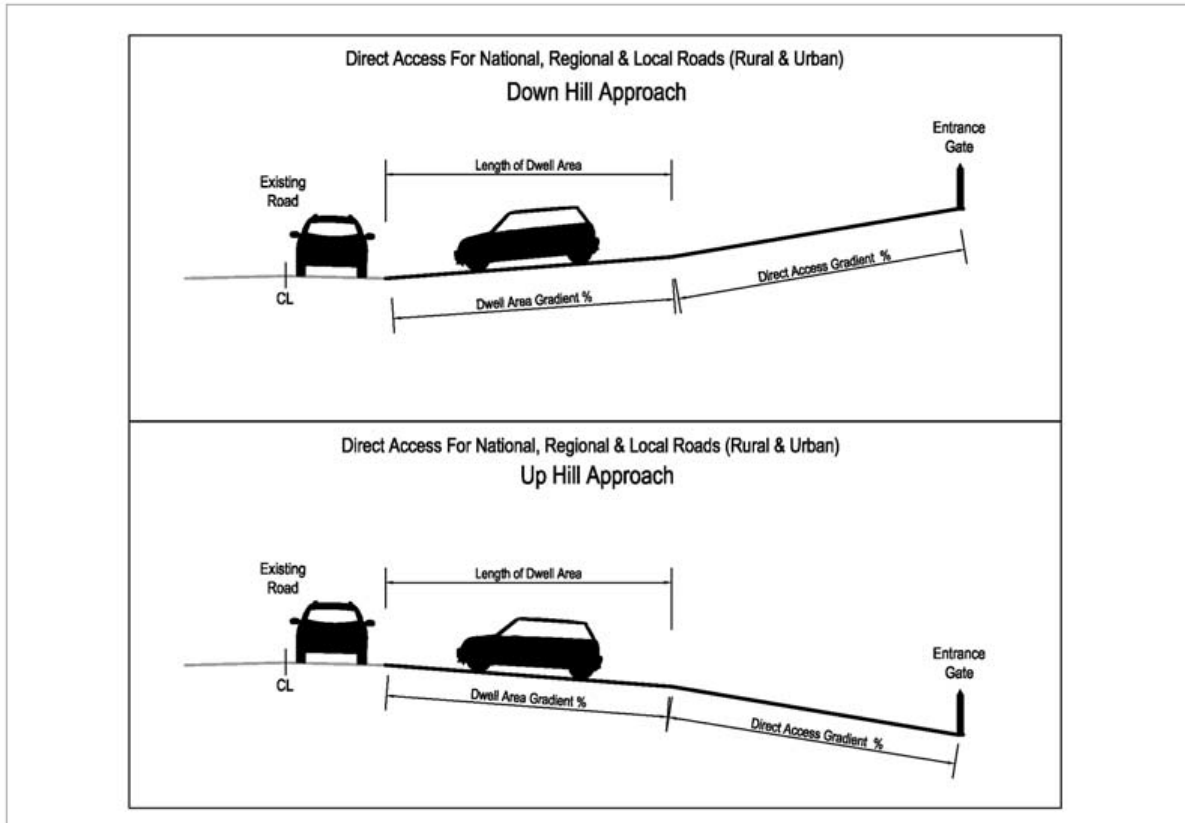 Direct Access For National, Regional & Local Roads (Rural & Urban)
Down Hill Approach
Entrance
Gate
Length of Dwell Area
Existing
Road
CL
Dwell Area Gradient %
Direct Access Gradient %
Direct Access For National, Regional & Local Roads (Rural & Urban)
Up Hill Approach
Existing
Road
Length of Dwell Area
Entrance
Gate
CL
Dwell Area Gradient %
Direct Access Gradient %